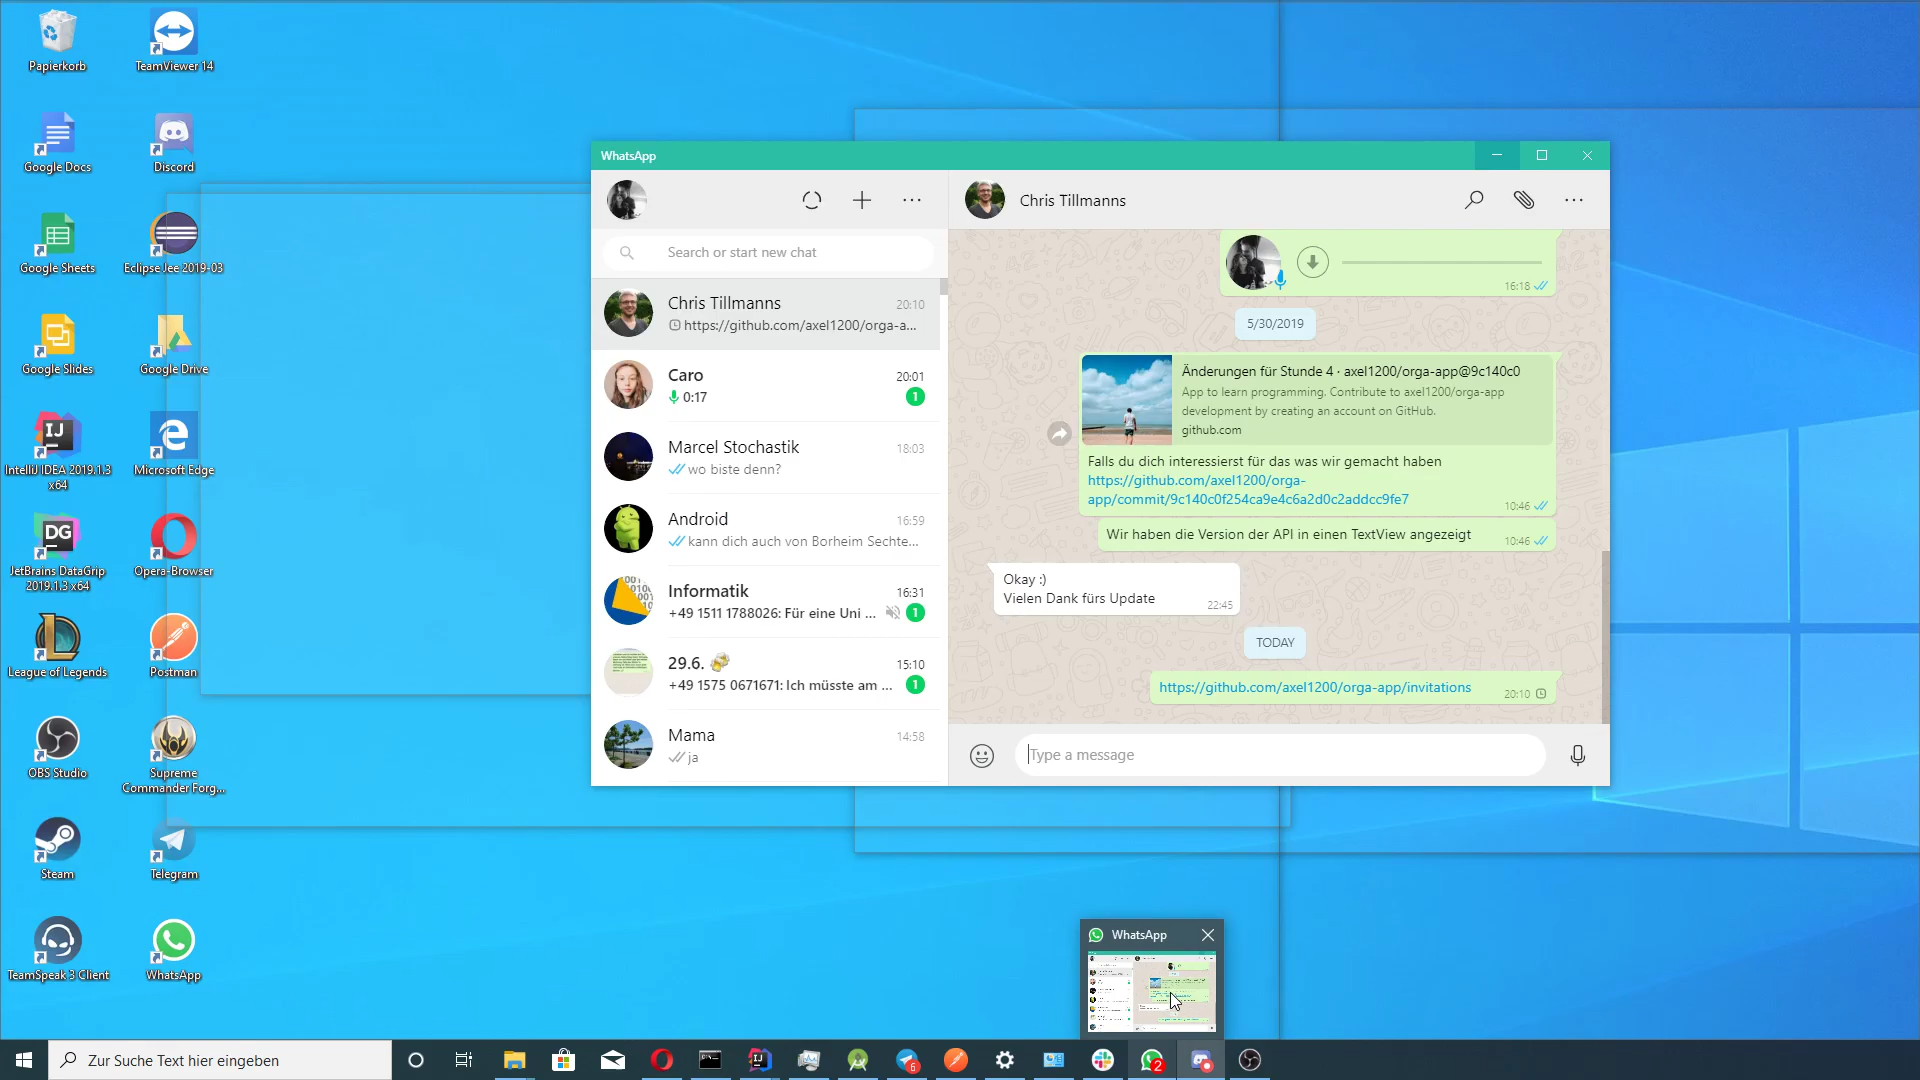 Papierkorb
TeamViewer 14
Google Docs
Discord
Google Sheets
Eclipse Jee 2019-03
Google Slides
Google Drive
IntelliJ IDEA 2019.1.3
x64
Microsoft Edge
JetBrains DataGrip
2019.1.3 x64
Opera-Browser
League of Legends
Postman
OBS Studio
Supreme
Commander Forg...
Steam
Telegram
TeamSpeak 3 Client
WhatsApp
WhatsApp
Search or start new chat
Chris Tillmanns
20:10
https://github.com/axel1200/orga-a...
Caro
20:01
0:17
1
Marcel Stochastik
18:03
wo biste denn?
Android
16:59
kann dich auch von Borheim Sechte...
Informatik
16:31
+49 1511 1788026: Für eine Uni ...
1
29.6.
15:10
+49 1575 0671671: Ich müsste am ...
1
Mama
14:58
ja
Chris Tillmanns
16:18
5/30/2019
Änderungen für Stunde 4 · axel1200/orga-app@9c140c0
App to learn programming. Contribute to axel1200/orga-app
development by creating an account on GitHub.
github.com
Falls du dich interessierst für das was wir gemacht haben
https://github.com/axel1200/orga-
app/commit/9c140c0f254ca9e4c6a2d0c2addcc9fe7
10:46
Wir haben die Version der API in einen TextView angezeigt
10:46
Okay :)
Vielen Dank fürs Update
22:45
TODAY
https://github.com/axel1200/orga-app/invitations
20:10
Type a message
WhatsApp
Zur Suche Text hier eingeben
6
2